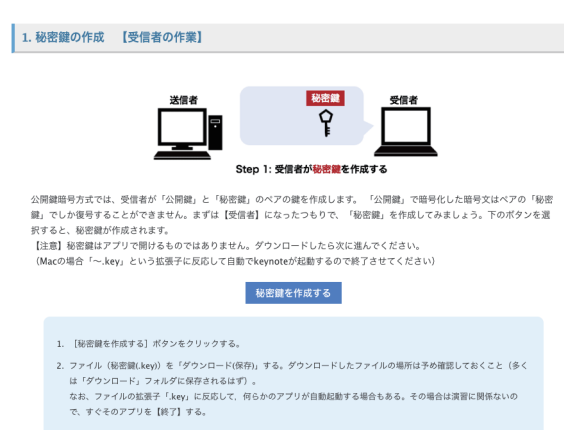 1. 秘密鍵の作成　【受信者の作業】
送信者
秘密鍵
受信者
Step 1: 受信者が秘密鍵を作成する
公開鍵暗号方式では、受信者が「公開鍵」と「秘密鍵」のペアの鍵を作成します。 「公開鍵」で暗号化した暗号文はペアの「秘密
鍵」でしか復号することができません。まずは【受信者】になったつもりで、「秘密鍵」を作成してみましょう。下のボタンを選
択すると、秘密鍵が作成されます。
【注意】秘密鍵はアプリで開けるものではありません。ダウンロードしたら次に進んでください。
（Macの場合「〜.key」という拡張子に反応して自動でkeynoteが起動するので終了させてください）
秘密鍵を作成する
1. ［秘密鍵を作成する］ボタンをクリックする。
2. ファイル（秘密鍵(.key)）を「ダウンロード(保存)」する。ダウンロードしたファイルの場所は予め確認しておくこと（多く
は「ダウンロード」フォルダに保存されるはず）。
なお、ファイルの拡張子「.key」に反応して，何らかのアプリが自動起動する場合もある。その場合は演習に関係ないの
で、すぐそのアプリを【終了】する。